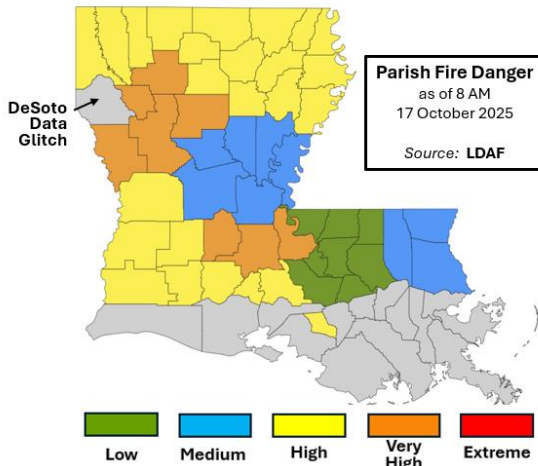 DeSoto
Data
Glitch
Parish Fire Danger
as of 8 AM
17 October 2025
Source: LDAF
Low
Medium
High
Very
High
Extreme